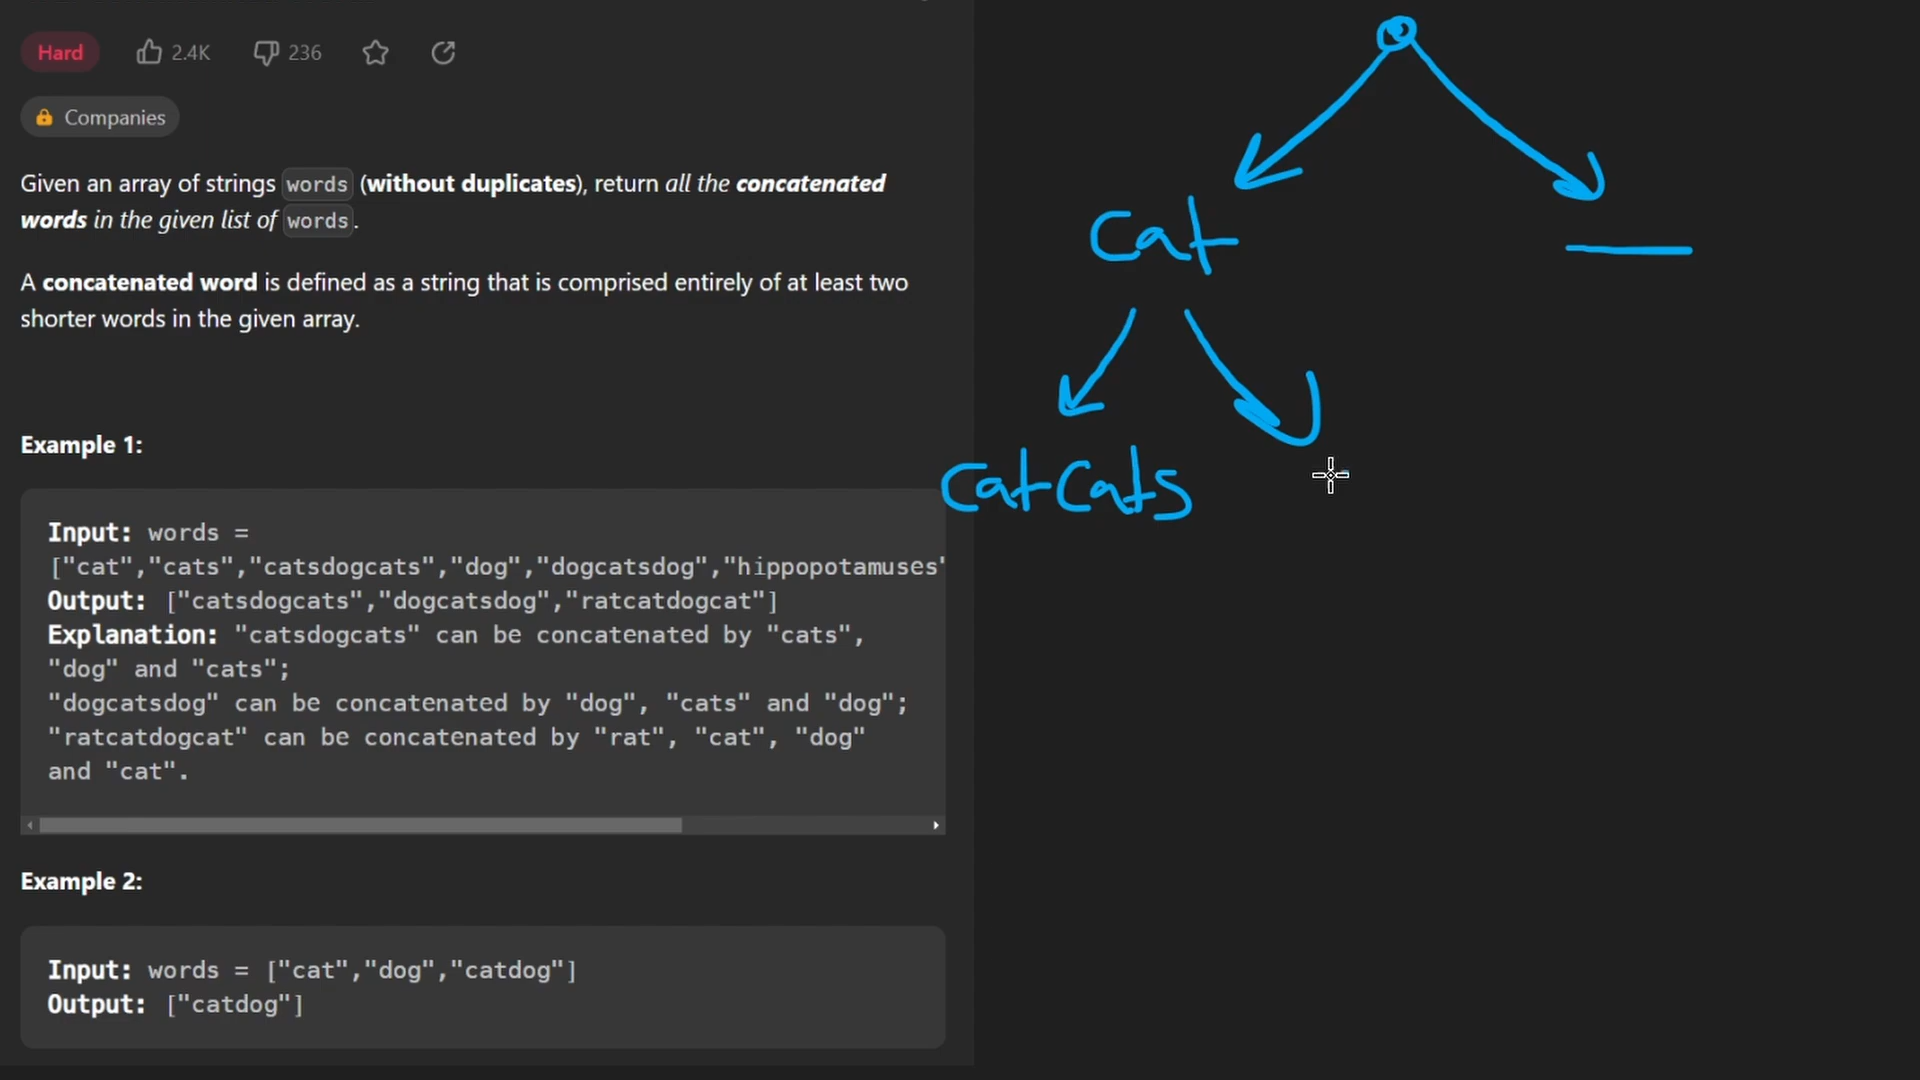 Hard 2.4K 236
Companies
Given an array of strings words (without duplicates), return all the concatenated
words in the given list of words.
A concatenated word is defined as a string that is comprised entirely of at least two
shorter words in the given array.
Example 1:
Input: words =
["cat","cats","catsdogcats","dog","dogcatsdog","hippopotamuses"
Output: ["catsdogcats","dogcatsdog","ratcatdogcat"]
Explanation: "catsdogcats" can be concatenated by "cats",
"dog" and "cats";
"dogcatsdog" can be concatenated by "dog", "cats" and "dog";
"ratcatdogcat" can be concatenated by "rat", "cat", "dog"
and "cat".
Example 2:
Input: words = ["cat","dog","catdog"]
Output: ["catdog"]
Cat
CatCats